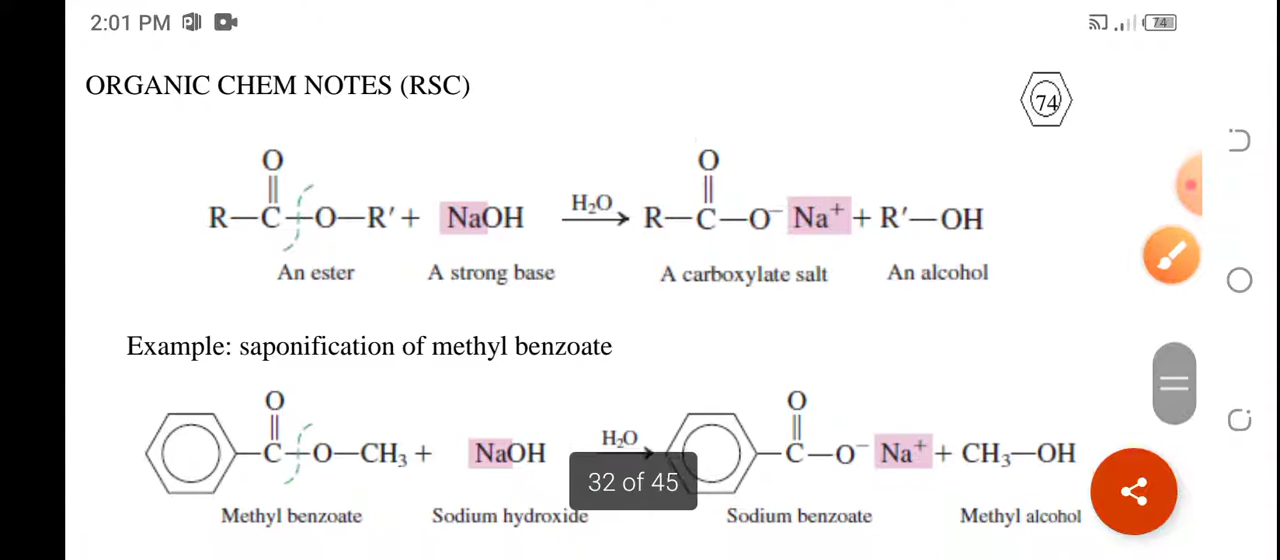 2:01 PM
74
ORGANIC CHEM NOTES (RSC)
74
O
R—C—O—R′ + NaOH H₂O → R—C—O⁻ Na⁺ + R′—OH
O
An ester A strong base A carboxylate salt An alcohol
Example: saponification of methyl benzoate
O
C—O—CH₃ + NaOH H₂O → C—O⁻ Na⁺ + CH₃—OH
O
32 of 45
Methyl benzoate Sodium hydroxide Sodium benzoate Methyl alcohol